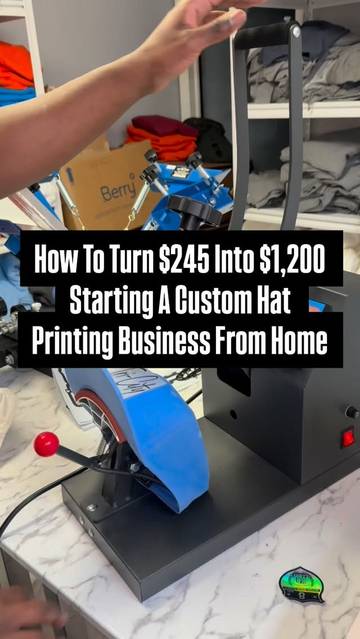 Berry
How To Turn $245 Into $1,200
Starting A Custom Hat
Printing Business From Home